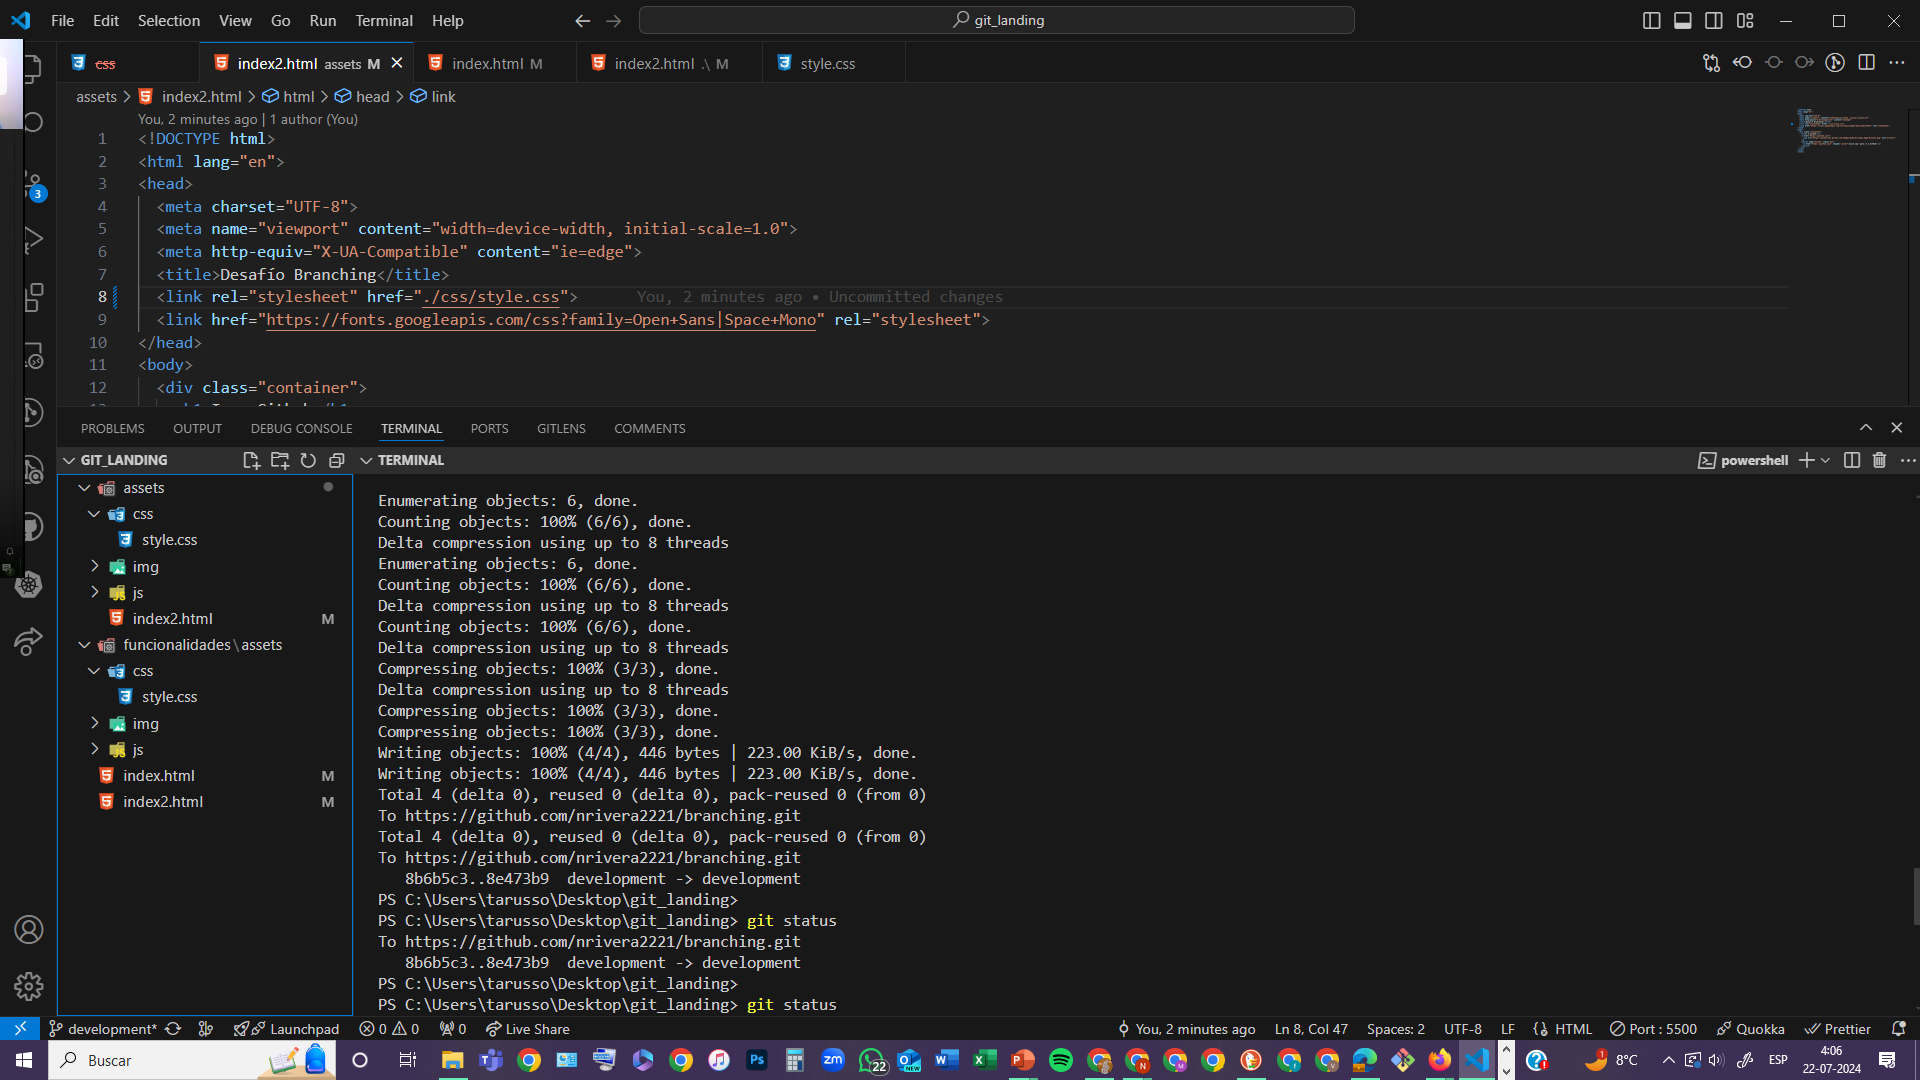 File Edit Selection View Go Run Terminal Help
git_landing
css
index2.html assets M
index.html M
index2.html .\ M
style.css
assets > index2.html > html > head > link
You, 2 minutes ago | 1 author (You)
1 <!DOCTYPE html>
2 <html lang="en">
3 <head>
4 <meta charset="UTF-8">
5 <meta name="viewport" content="width=device-width, initial-scale=1.0">
6 <meta http-equiv="X-UA-Compatible" content="ie=edge">
7 <title>Desafío Branching</title>
8 <link rel="stylesheet" href="./css/style.css"> You, 2 minutes ago • Uncommitted changes
9 <link href="https://fonts.googleapis.com/css?family=Open+Sans|Space+Mono" rel="stylesheet">
10 </head>
11 <body>
12 <div class="container">
3
PROBLEMS OUTPUT DEBUG CONSOLE TERMINAL PORTS GITLENS COMMENTS
GIT_LANDING
assets
css
style.css
img
js
index2.html M
funcionalidades\assets
css
style.css
img
js
index.html M
index2.html M
TERMINAL
powershell
Enumerating objects: 6, done.
Counting objects: 100% (6/6), done.
Delta compression using up to 8 threads
Enumerating objects: 6, done.
Counting objects: 100% (6/6), done.
Delta compression using up to 8 threads
Counting objects: 100% (6/6), done.
Delta compression using up to 8 threads
Compressing objects: 100% (3/3), done.
Delta compression using up to 8 threads
Compressing objects: 100% (3/3), done.
Compressing objects: 100% (3/3), done.
Writing objects: 100% (4/4), 446 bytes | 223.00 KiB/s, done.
Writing objects: 100% (4/4), 446 bytes | 223.00 KiB/s, done.
Total 4 (delta 0), reused 0 (delta 0), pack-reused 0 (from 0)
To https://github.com/nrivera2221/branching.git
Total 4 (delta 0), reused 0 (delta 0), pack-reused 0 (from 0)
To https://github.com/nrivera2221/branching.git
8b6b5c3..8e473b9 development -> development
PS C:\Users\tarusso\Desktop\git_landing>
PS C:\Users\tarusso\Desktop\git_landing> git status
To https://github.com/nrivera2221/branching.git
8b6b5c3..8e473b9 development -> development
PS C:\Users\tarusso\Desktop\git_landing>
PS C:\Users\tarusso\Desktop\git_landing> git status
development* Launchpad 0 0 0 Live Share You, 2 minutes ago Ln 8, Col 47 Spaces: 2 UTF-8 LF HTML Port : 5500 Quokka Prettier
Buscar
22
8°C
ESP
4:06
22-07-2024